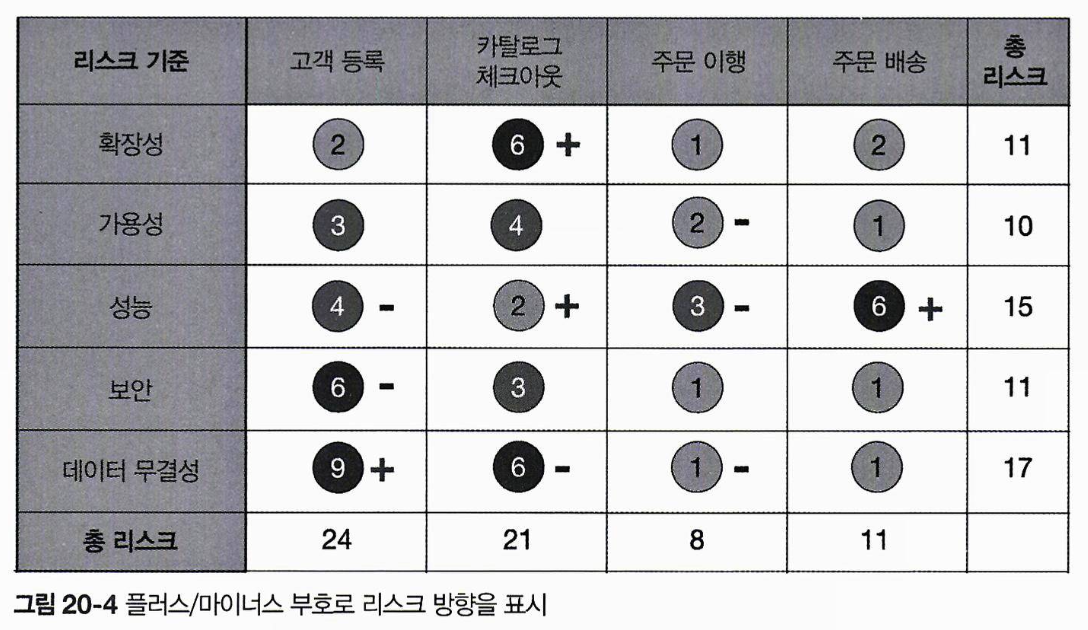 리스크 기준 고객 등록 카탈로그 체크아웃 주문 이행 주문 배송 총 리스크
확장성 2 6 + 1 2 11
가용성 3 4 2 - 1 10
성능 4 - 2 + 3 - 6 + 15
보안 6 - 3 1 1 11
데이터 무결성 9 + 6 - 1 - 1 17
총 리스크 24 21 8 11
그림 20-4 플러스/마이너스 부호로 리스크 방향을 표시